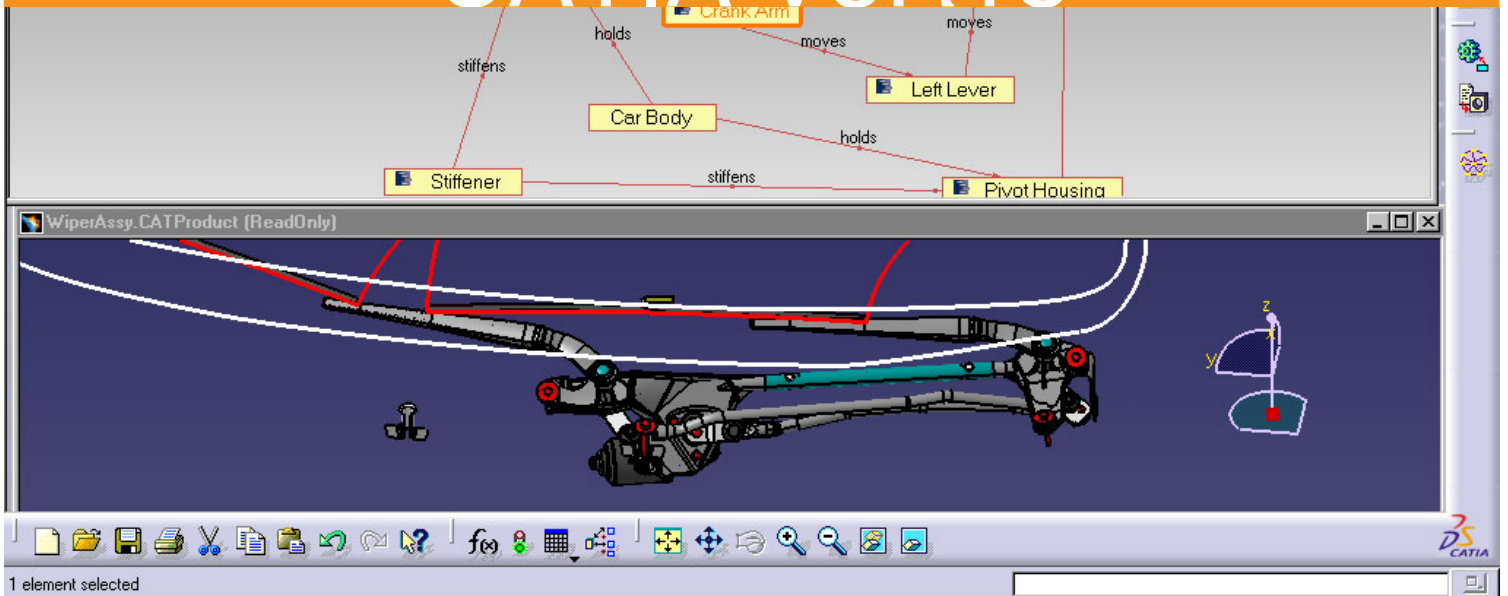 Crank Arm
holds
moves
moves
stiffens
Left Lever
Car Body
holds
Stiffener
stiffens
Pivot Housing
WiperAssy.CATProduct (ReadOnly)
z
x
y
f(x)
DS
CATIA
1 element selected